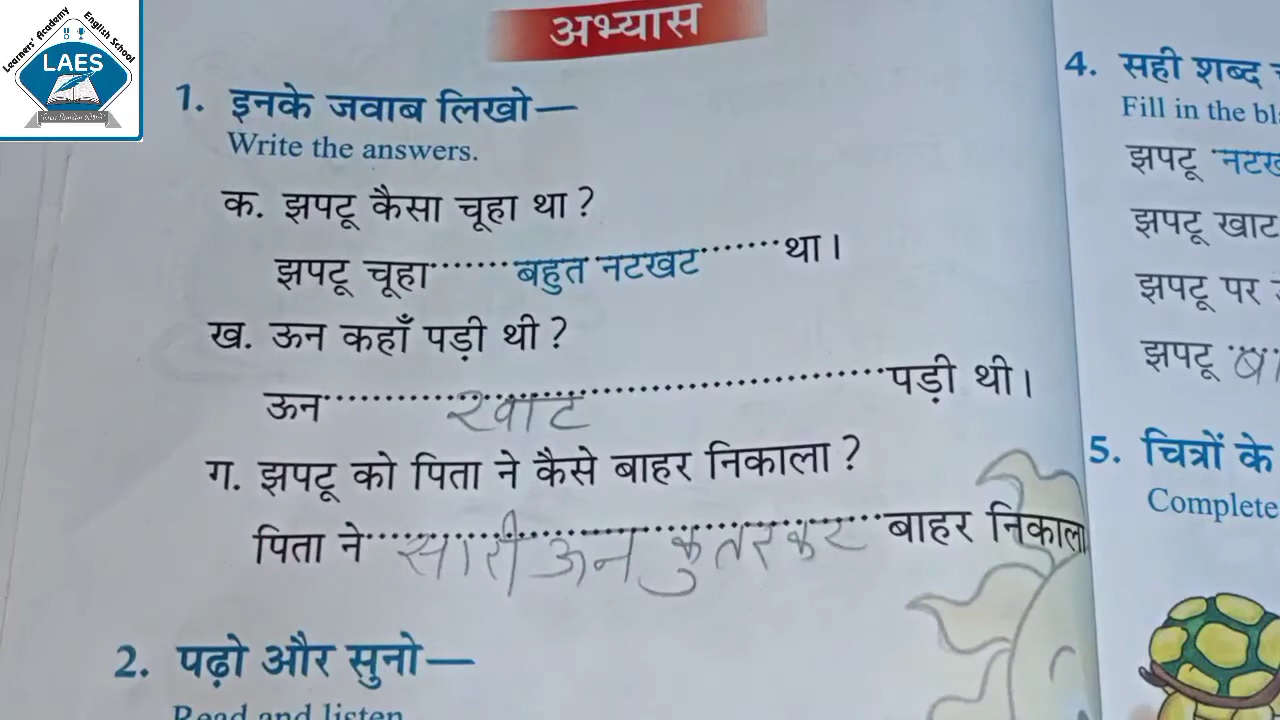 Learners' Academy English School
LAES
अभ्यास
1. इनके जवाब लिखो—
Write the answers.
क. झपटू कैसा चूहा था?
झपटू चूहा.......बहुत नटखट.......था।
ख. ऊन कहाँ पड़ी थी?
ऊन.......खाट.......पड़ी थी।
ग. झपटू को पिता ने कैसे बाहर निकाला?
पिता ने.......सारी ऊन कुतरकर.......बाहर निकाला
2. पढ़ो और सुनो—
Read and listen
4. सही शब्द
Fill in the
झपटू नटख
झपटू खाट
झपटू पर
झपटू
5. चित्रों के
Complete